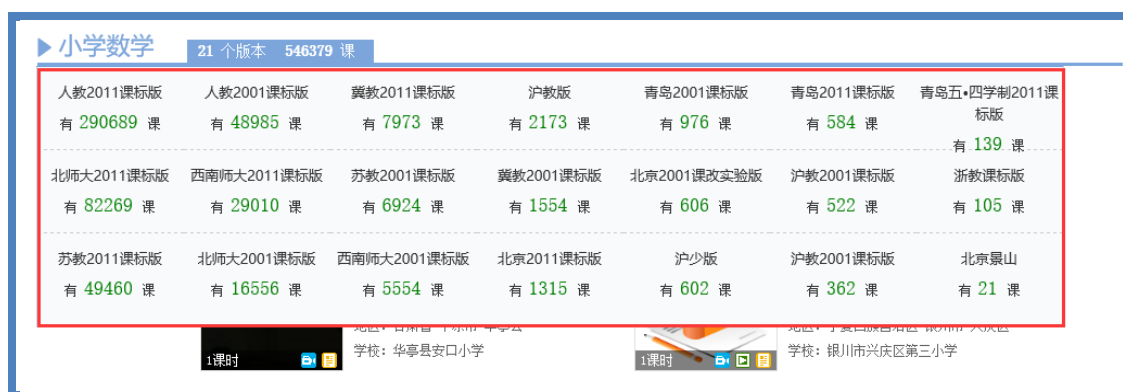 小学数学
21 个版本 546379 课
人教2011课标版 人教2001课标版 冀教2011课标版 沪教版 青岛2001课标版 青岛2011课标版 青岛五•四学制2011课
标版
有 290689 课 有 48985 课 有 7973 课 有 2173 课 有 976 课 有 584 课
有 139 课
北师大2011课标版 西南师大2011课标版 苏教2001课标版 冀教2001课标版 北京2001课改实验版 沪教2001课标版 浙教课标版
有 82269 课 有 29010 课 有 6924 课 有 1554 课 有 606 课 有 522 课 有 105 课
苏教2011课标版 北师大2001课标版 西南师大2001课标版 北京2011课标版 沪少版 沪教2001课标版 北京景山
有 49460 课 有 16556 课 有 5554 课 有 1315 课 有 602 课 有 362 课 有 21 课
1课时 学校：华亭县安口小学 1课时 学校：银川市兴庆区第三小学